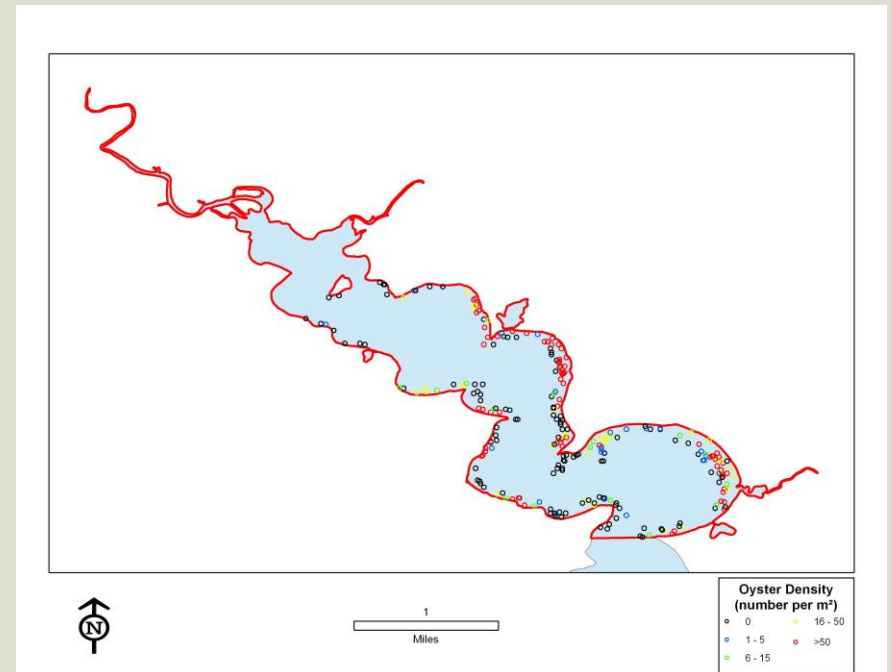 N
1
Miles
Oyster Density
(number per m²)
0
16 - 50
1 - 5
>50
6 - 15